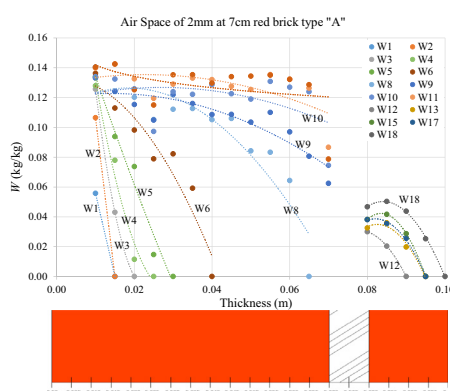 Air Space of 2mm at 7cm red brick type "A"
0.16
0.14
0.12
0.10
0.08
0.06
0.04
0.02
0.00
W (kg/kg)
0.00
0.02
0.04
0.06
0.08
0.10
Thickness (m)
W1
W2
W3
W4
W5
W6
W8
W9
W10
W12
W18
W1 W2
W3 W4
W5 W6
W8 W9
W10 W11
W12 W13
W15 W17
W18